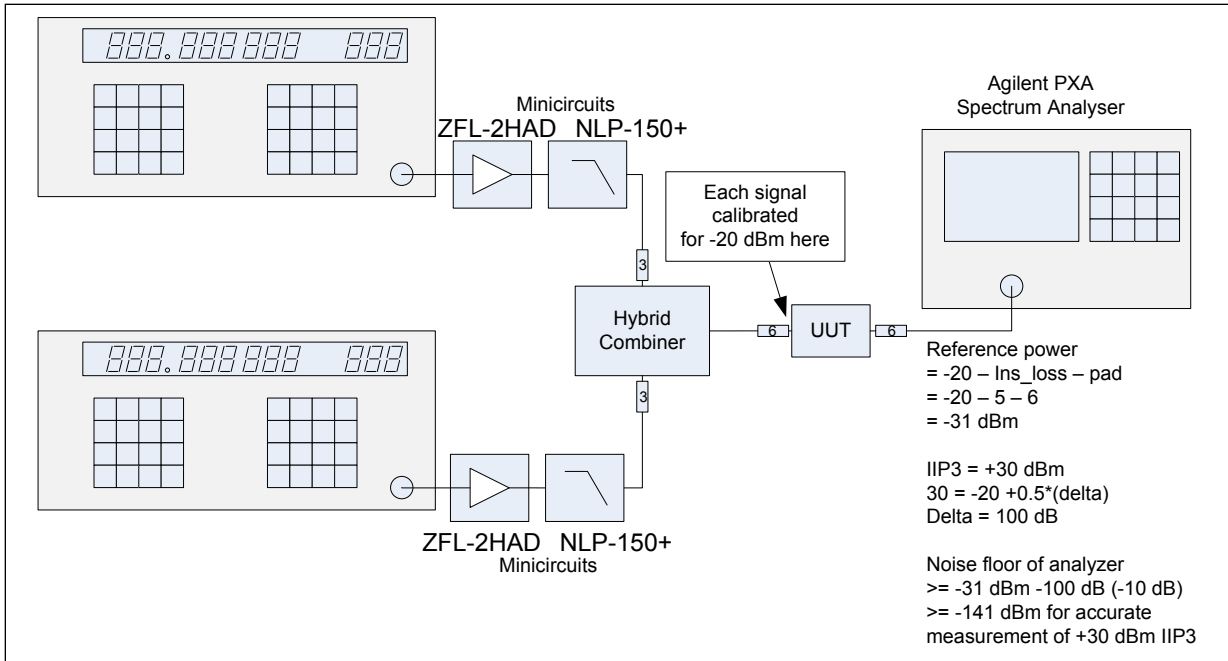 888.888888 888
Minicircuits
ZFL-2HAD NLP-150+
3
Each signal
calibrated
for -20 dBm here
Agilent PXA
Spectrum Analyser
Hybrid
Combiner
6
UUT
6
888.888888 888
3
ZFL-2HAD NLP-150+
Minicircuits
Reference power
= -20 – Ins_loss – pad
= -20 – 5 – 6
= -31 dBm
IIP3 = +30 dBm
30 = -20 +0.5*(delta)
Delta = 100 dB
Noise floor of analyzer
>= -31 dBm -100 dB (-10 dB)
>= -141 dBm for accurate
measurement of +30 dBm IIP3